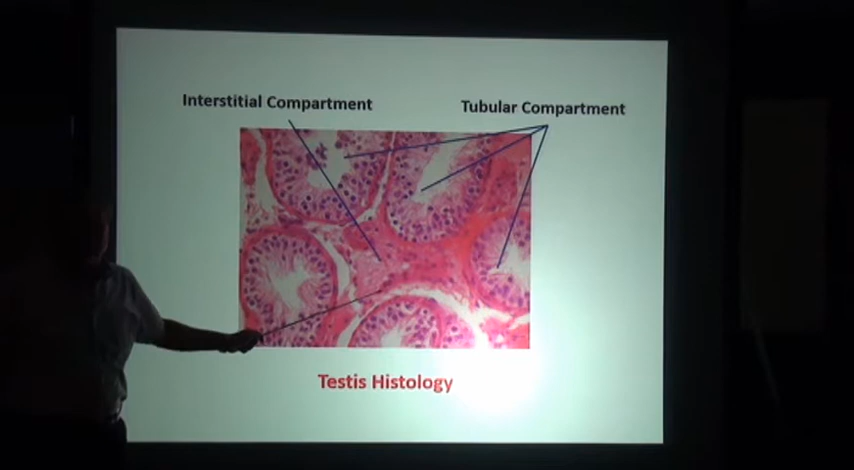 Interstitial Compartment
Tubular Compartment
Testis Histology